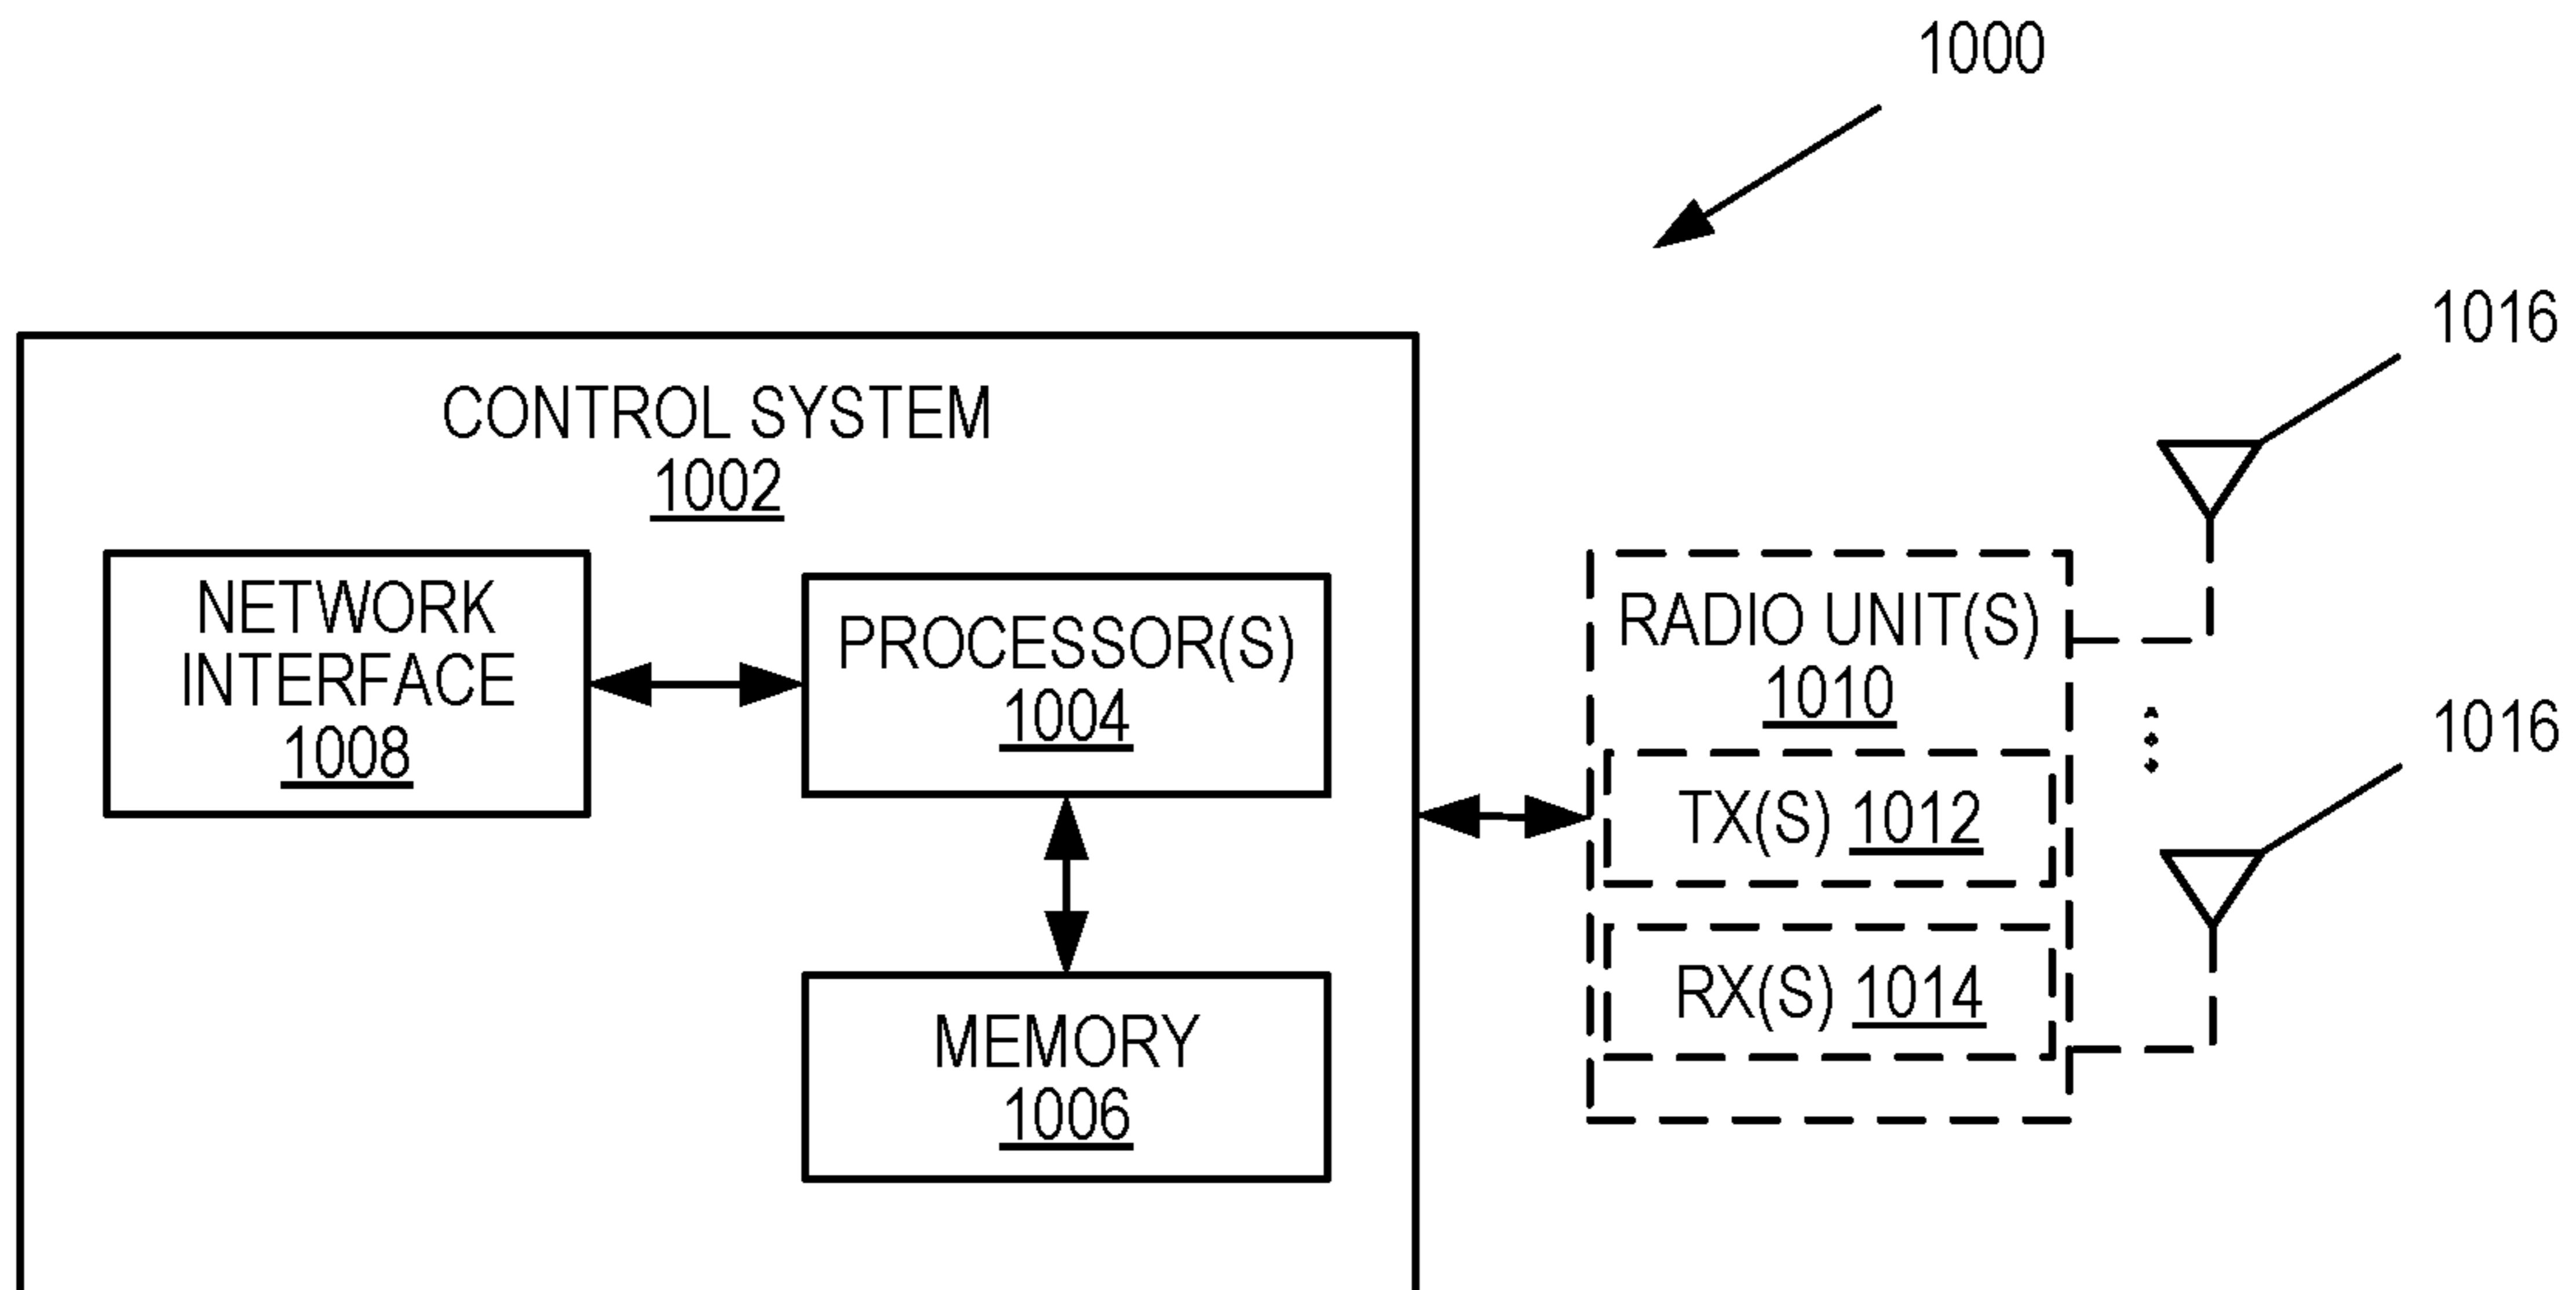 1000
1016
CONTROL SYSTEM
1002
NETWORK
INTERFACE
1008
PROCESSOR(S)
1004
MEMORY
1006
RADIO UNIT(S)
1010
TX(S) 1012
RX(S) 1014
1016